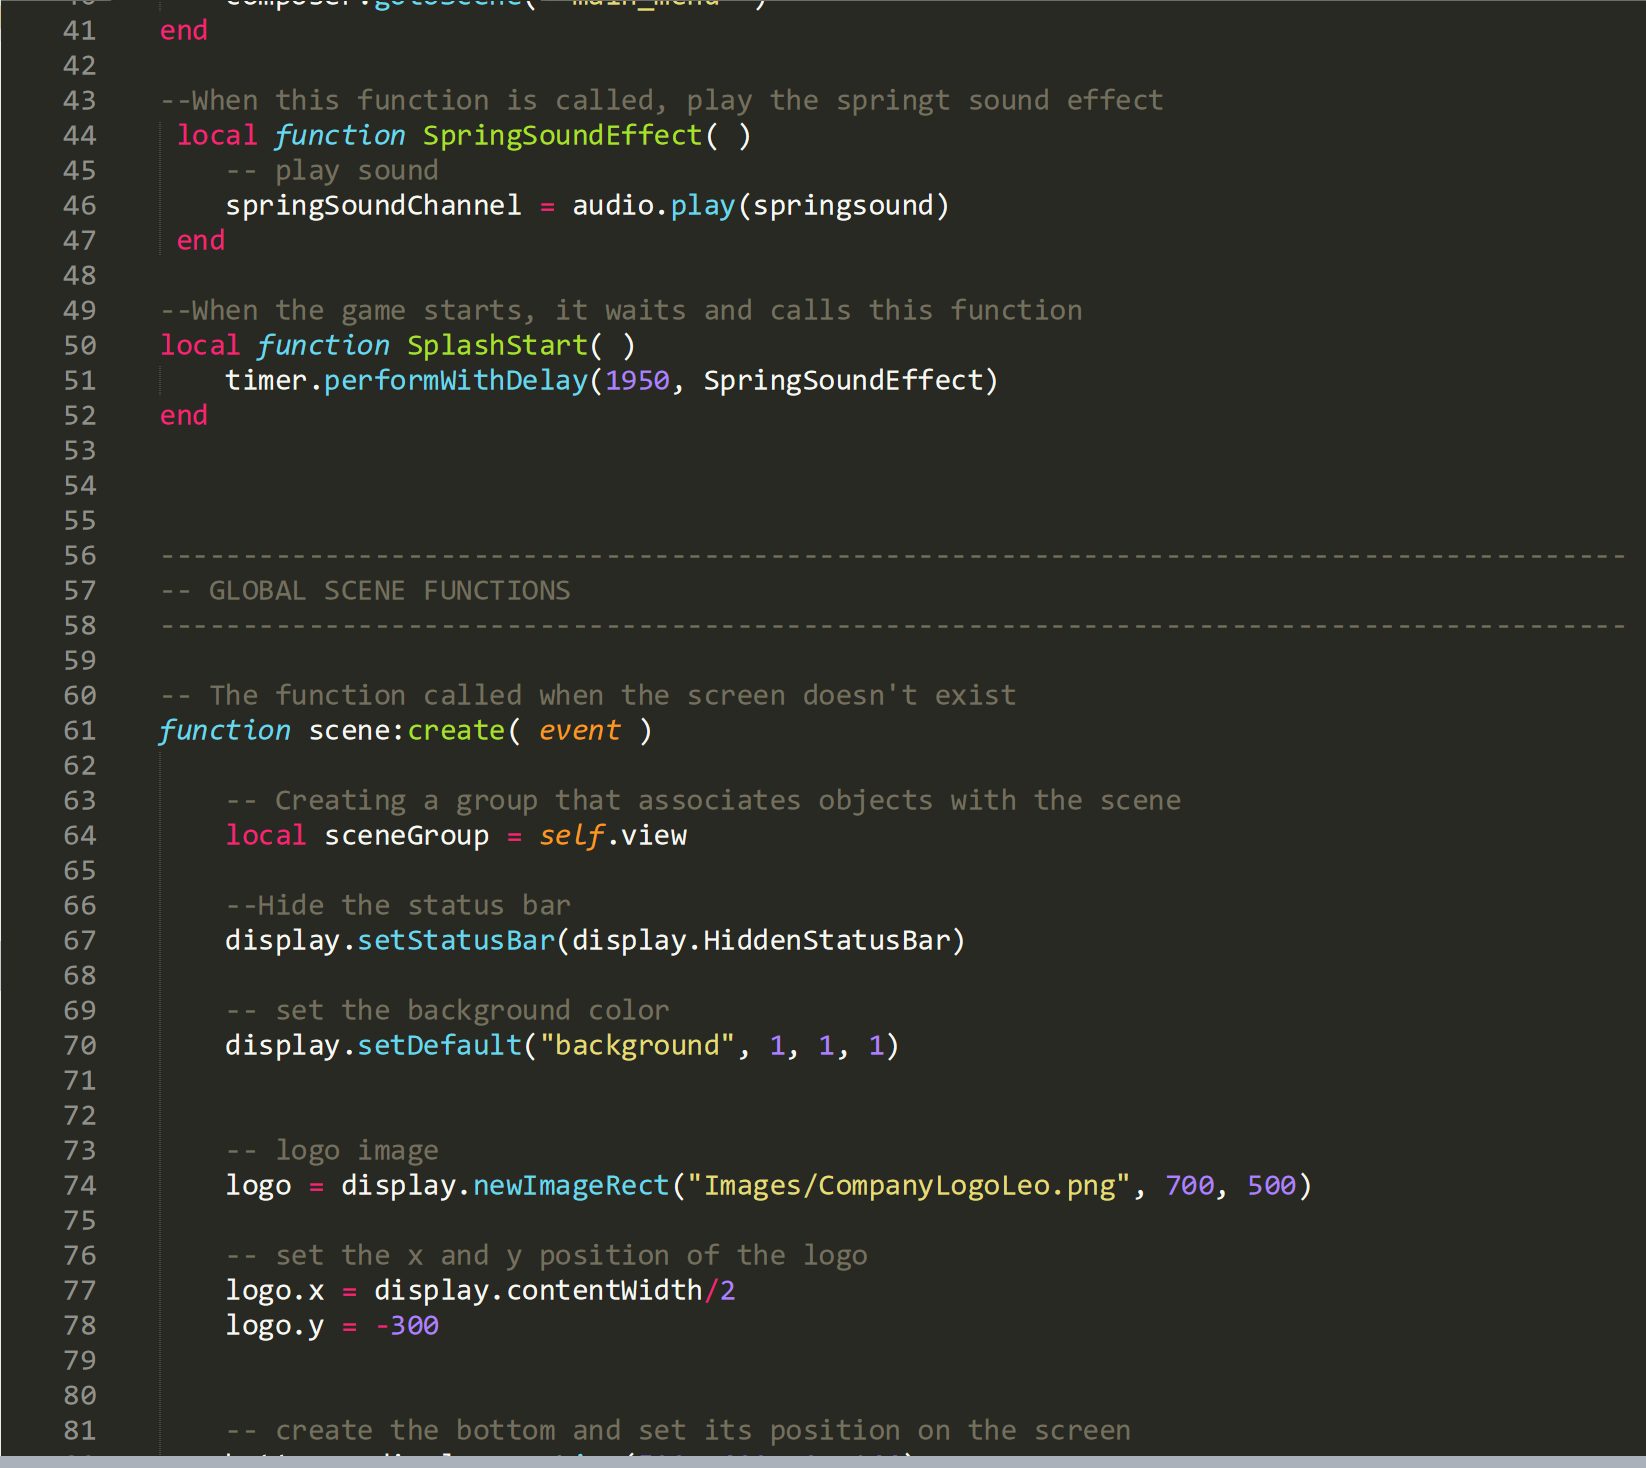 41 end
42
43 --When this function is called, play the springt sound effect
44 local function SpringSoundEffect( )
45 -- play sound
46 springSoundChannel = audio.play(springsound)
47 end
48
49 --When the game starts, it waits and calls this function
50 local function SplashStart( )
51 timer.performWithDelay(1950, SpringSoundEffect)
52 end
53
54
55
56 -----------------------------------------------------------------------------------------
57 -- GLOBAL SCENE FUNCTIONS
58 -----------------------------------------------------------------------------------------
59
60 -- The function called when the screen doesn't exist
61 function scene:create( event )
62
63 -- Creating a group that associates objects with the scene
64 local sceneGroup = self.view
65
66 --Hide the status bar
67 display.setStatusBar(display.HiddenStatusBar)
68
69 -- set the background color
70 display.setDefault("background", 1, 1, 1)
71
72
73 -- logo image
74 logo = display.newImageRect("Images/CompanyLogoLeo.png", 700, 500)
75
76 -- set the x and y position of the logo
77 logo.x = display.contentWidth/2
78 logo.y = -300
79
80
81 -- create the bottom and set its position on the screen